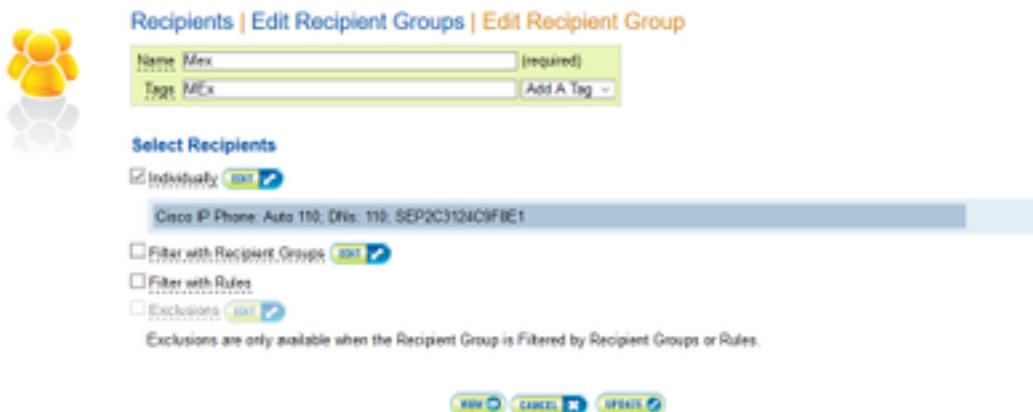 Recipients | Edit Recipient Groups | Edit Recipient Group
Name Mex (required)
Tags MEx Add A Tag
Select Recipients
Individually EDIT
Cisco IP Phone: Auto 110; DNs: 110; SEP2C3124C9F8E1
Filter with Recipient Groups EDIT
Filter with Rules
Exclusions EDIT
Exclusions are only available when the Recipient Group is Filtered by Recipient Groups or Rules.
VIEW CANCEL UPDATE